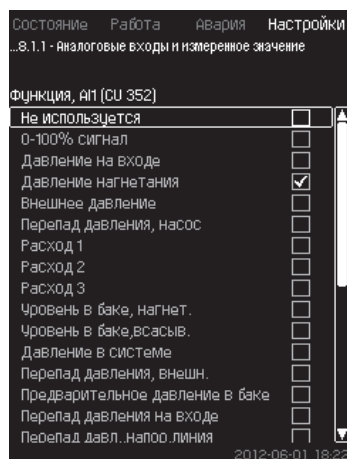 Состояние Работа Авария Настройки
...8.1.1 - Аналоговые входы и измеренное значение
Функция, AI1 (CU 352)
Не используется
0-100% сигнал
Давление на входе
Давление нагнетания
Внешнее давление
Перепад давления, насос
Расход 1
Расход 2
Расход 3
Уровень в баке, нагнет.
Уровень в баке,всасыв.
Давление в системе
Перепад давления, внешн.
Предварительное давление в баке
Перепад давления на входе
Перепад давл..напор.линия
2012-06-01 18:22